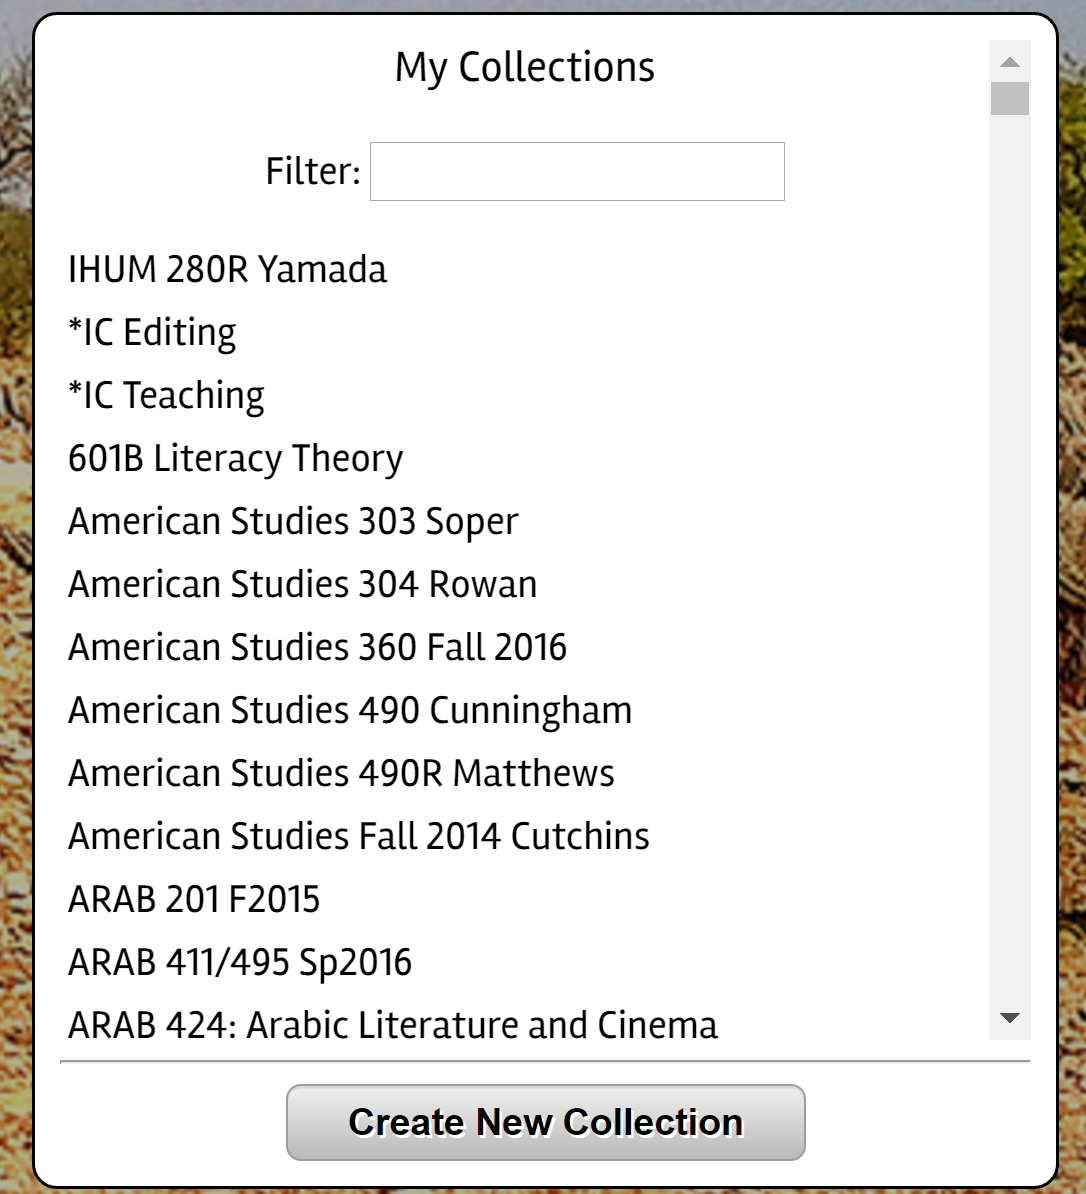 My Collections
Filter:
IHUM 280R Yamada
*IC Editing
*IC Teaching
601B Literacy Theory
American Studies 303 Soper
American Studies 304 Rowan
American Studies 360 Fall 2016
American Studies 490 Cunningham
American Studies 490R Matthews
American Studies Fall 2014 Cutchins
ARAB 201 F2015
ARAB 411/495 Sp2016
ARAB 424: Arabic Literature and Cinema
Create New Collection